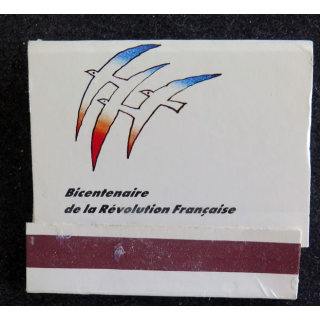 Bicentenaire
de la Révolution Française